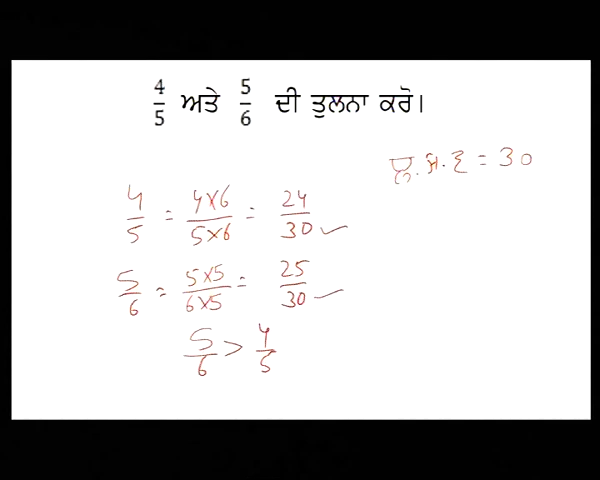 4/5 ਅਤੇ 5/6 ਦੀ ਤੁਲਨਾ ਕਰੋ।
ਲ.ਸ.ਵ = 30
4/5 = 4×6/5×6 = 24/30 ✓
5/6 = 5×5/6×5 = 25/30 ✓
5/6 > 4/5